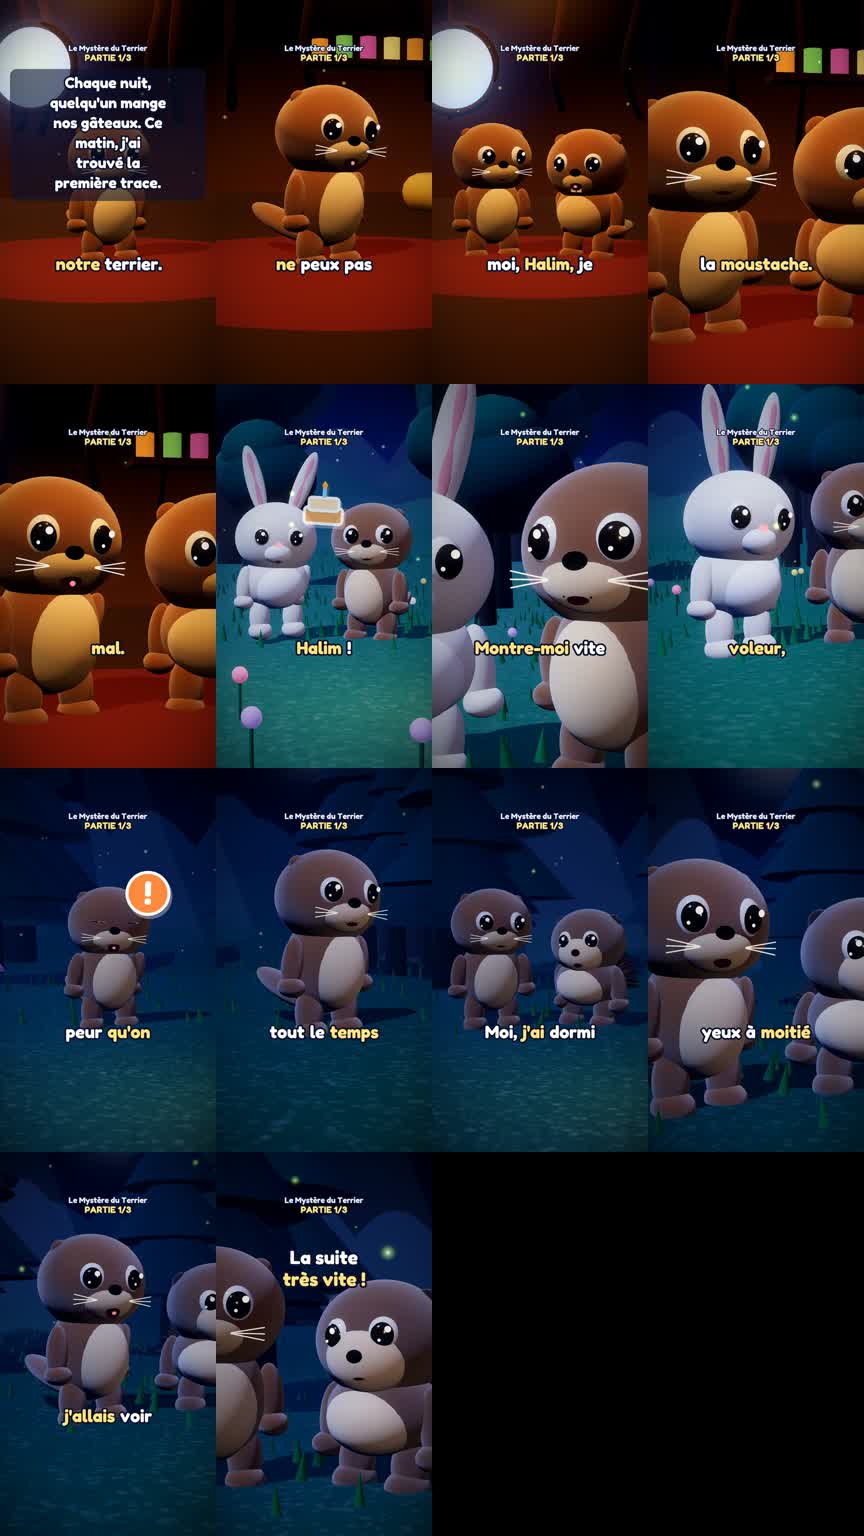 Le Mystère du Terrier
PARTIE 1/3
Chaque nuit,
quelqu'un mange
nos gâteaux. Ce
matin, j'ai
trouvé la
première trace.
notre terrier.
Le Mystère du Terrier
PARTIE 1/3
ne peux pas
Le Mystère du Terrier
PARTIE 1/3
moi, Halim, je
Le Mystère du Terrier
PARTIE 1/3
la moustache.
Le Mystère du Terrier
PARTIE 1/3
mal.
Le Mystère du Terrier
PARTIE 1/3
Halim !
Le Mystère du Terrier
PARTIE 1/3
Montre-moi vite
Le Mystère du Terrier
PARTIE 1/3
voleur,
Le Mystère du Terrier
PARTIE 1/3
!
peur qu'on
Le Mystère du Terrier
PARTIE 1/3
tout le temps
Le Mystère du Terrier
PARTIE 1/3
Moi, j'ai dormi
Le Mystère du Terrier
PARTIE 1/3
yeux à moitié
Le Mystère du Terrier
PARTIE 1/3
j'allais voir
Le Mystère du Terrier
PARTIE 1/3
La suite
très vite !